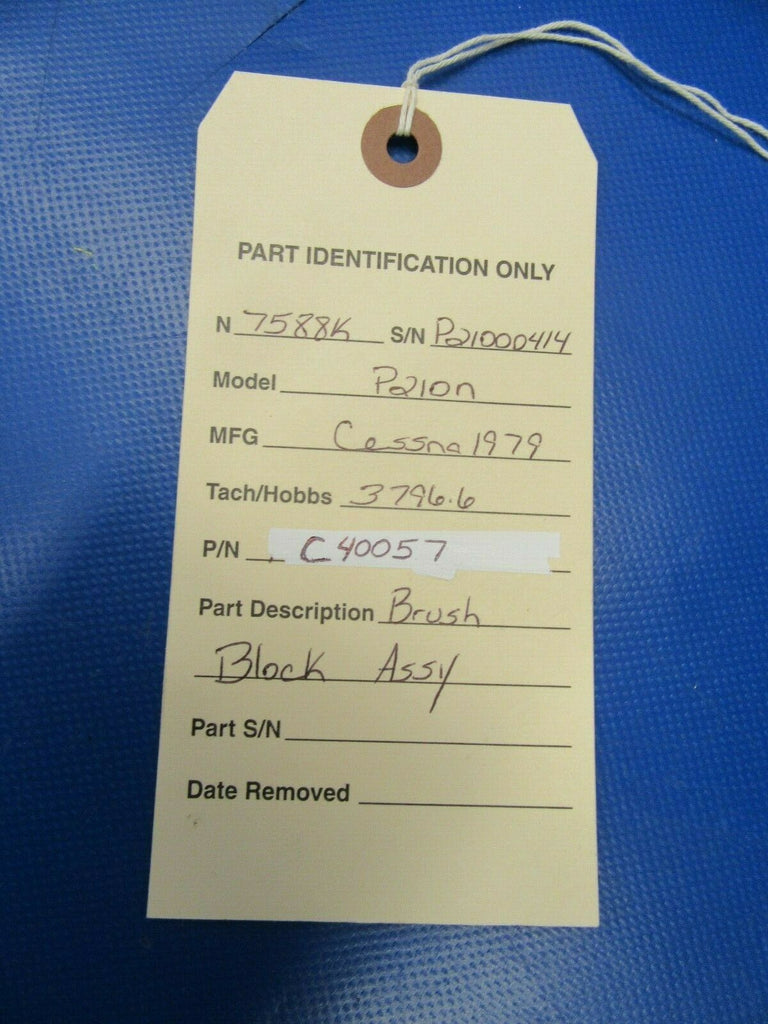 PART IDENTIFICATION ONLY
N 7588K S/N P21000414
Model P210n
MFG Cessna 1979
Tach/Hobbs 3796.6
P/N C40057
Part Description Brush
Block Assy
Part S/N
Date Removed